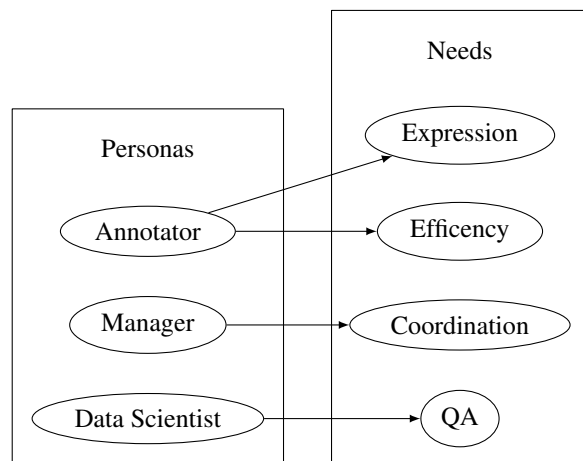 Needs
Expression
Personas
Annotator
Efficency
Manager
Coordination
Data Scientist
QA